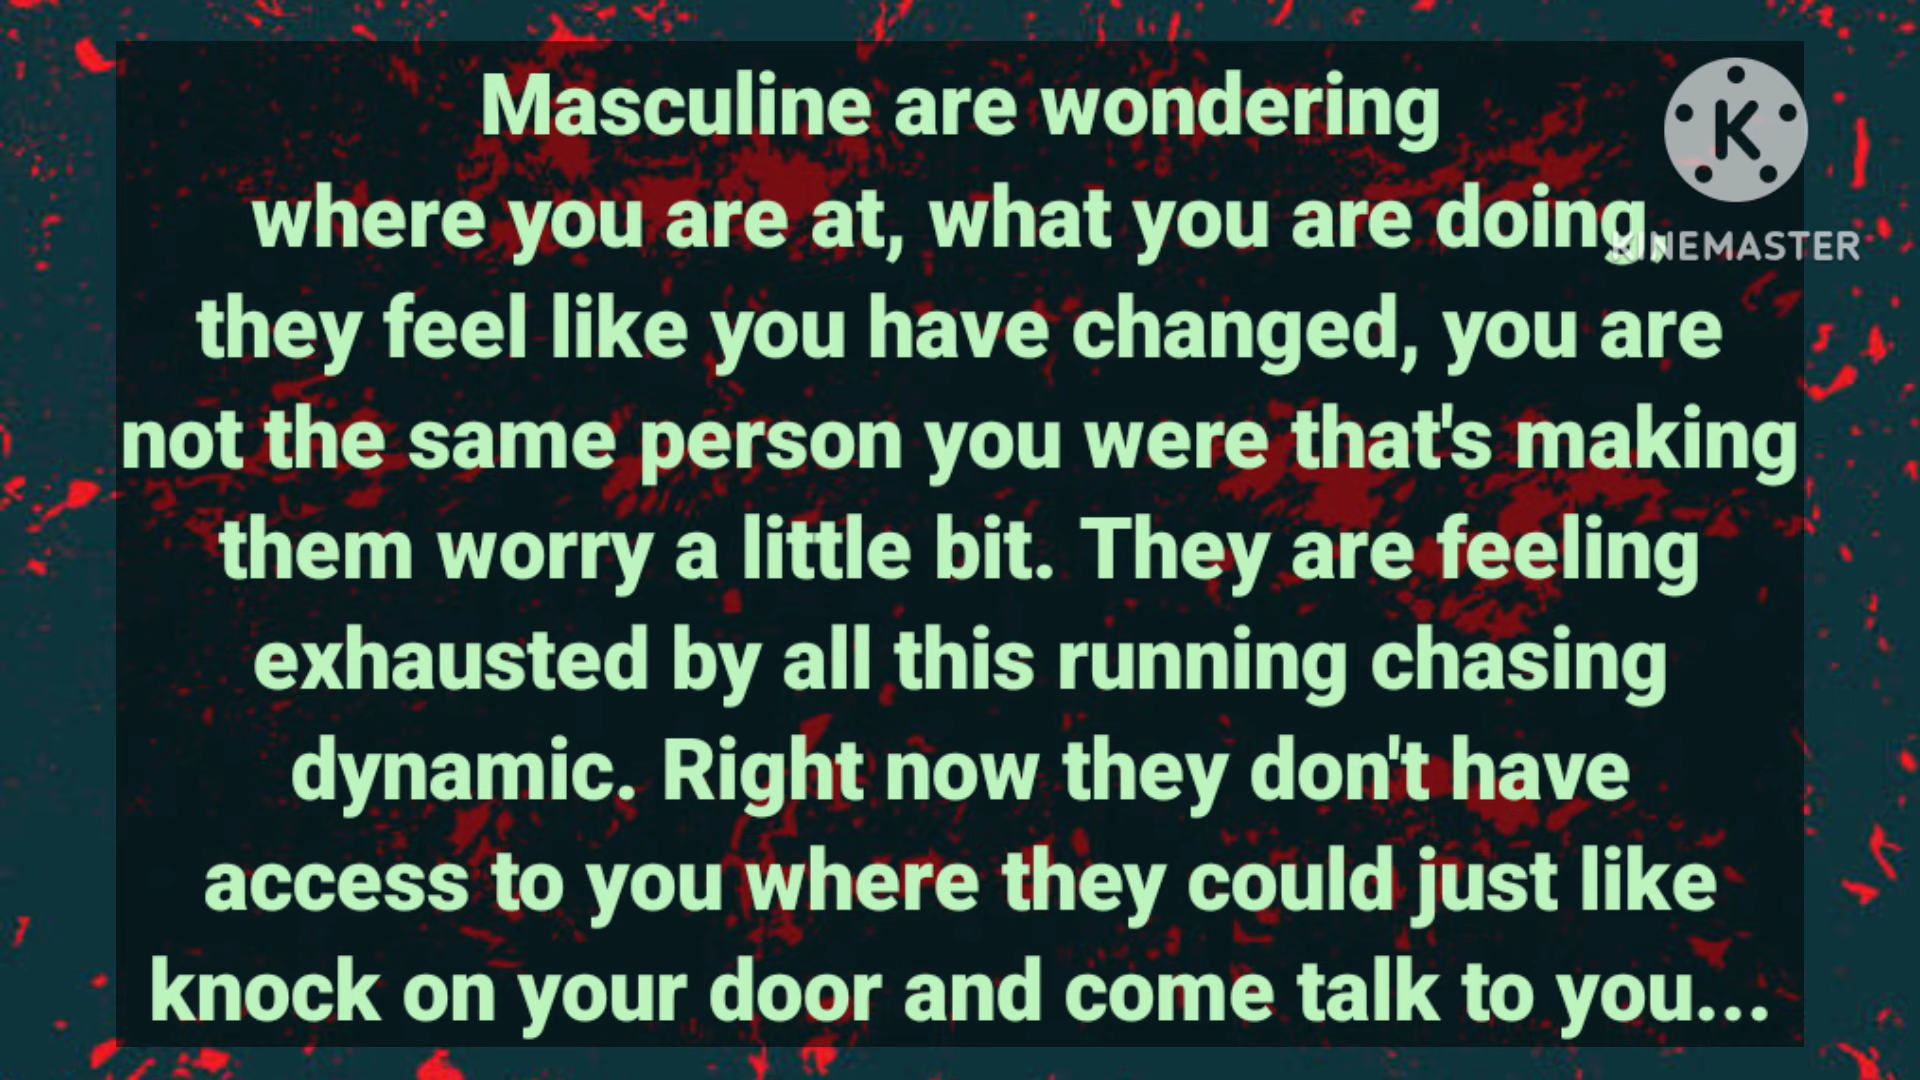 Masculine are wondering
where you are at, what you are doing,
they feel like you have changed, you are
not the same person you were that's making
them worry a little bit. They are feeling
exhausted by all this running chasing
dynamic. Right now they don't have
access to you where they could just like
knock on your door and come talk to you...
K
KINEMASTER